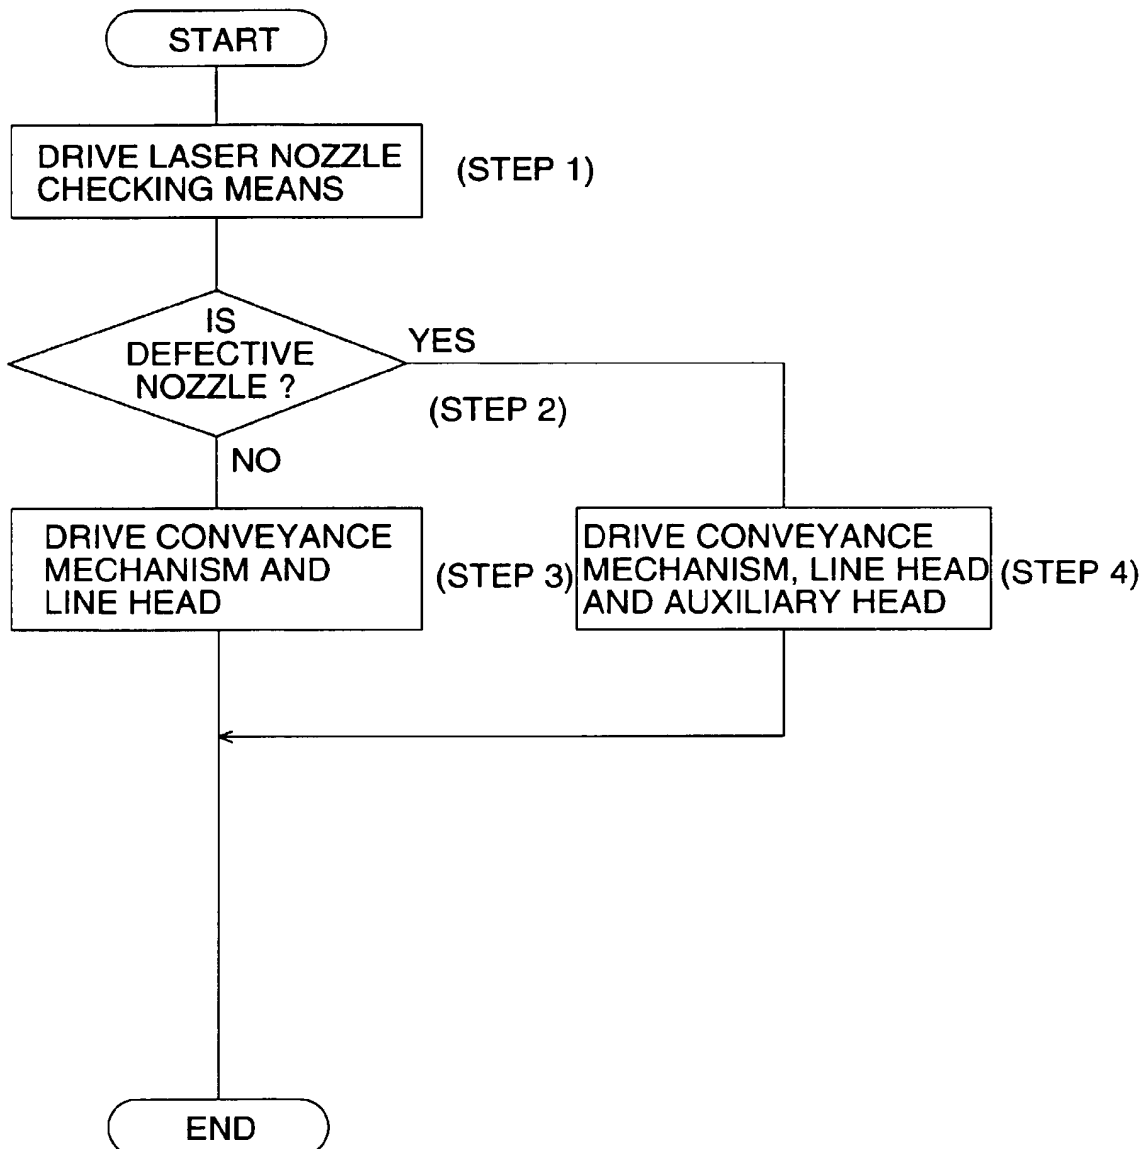 START
DRIVE LASER NOZZLE
CHECKING MEANS
(STEP 1)
IS
DEFECTIVE
NOZZLE ?
YES
(STEP 2)
NO
DRIVE CONVEYANCE
MECHANISM AND
LINE HEAD
(STEP 3)
DRIVE CONVEYANCE
MECHANISM, LINE HEAD
AND AUXILIARY HEAD
(STEP 4)
END